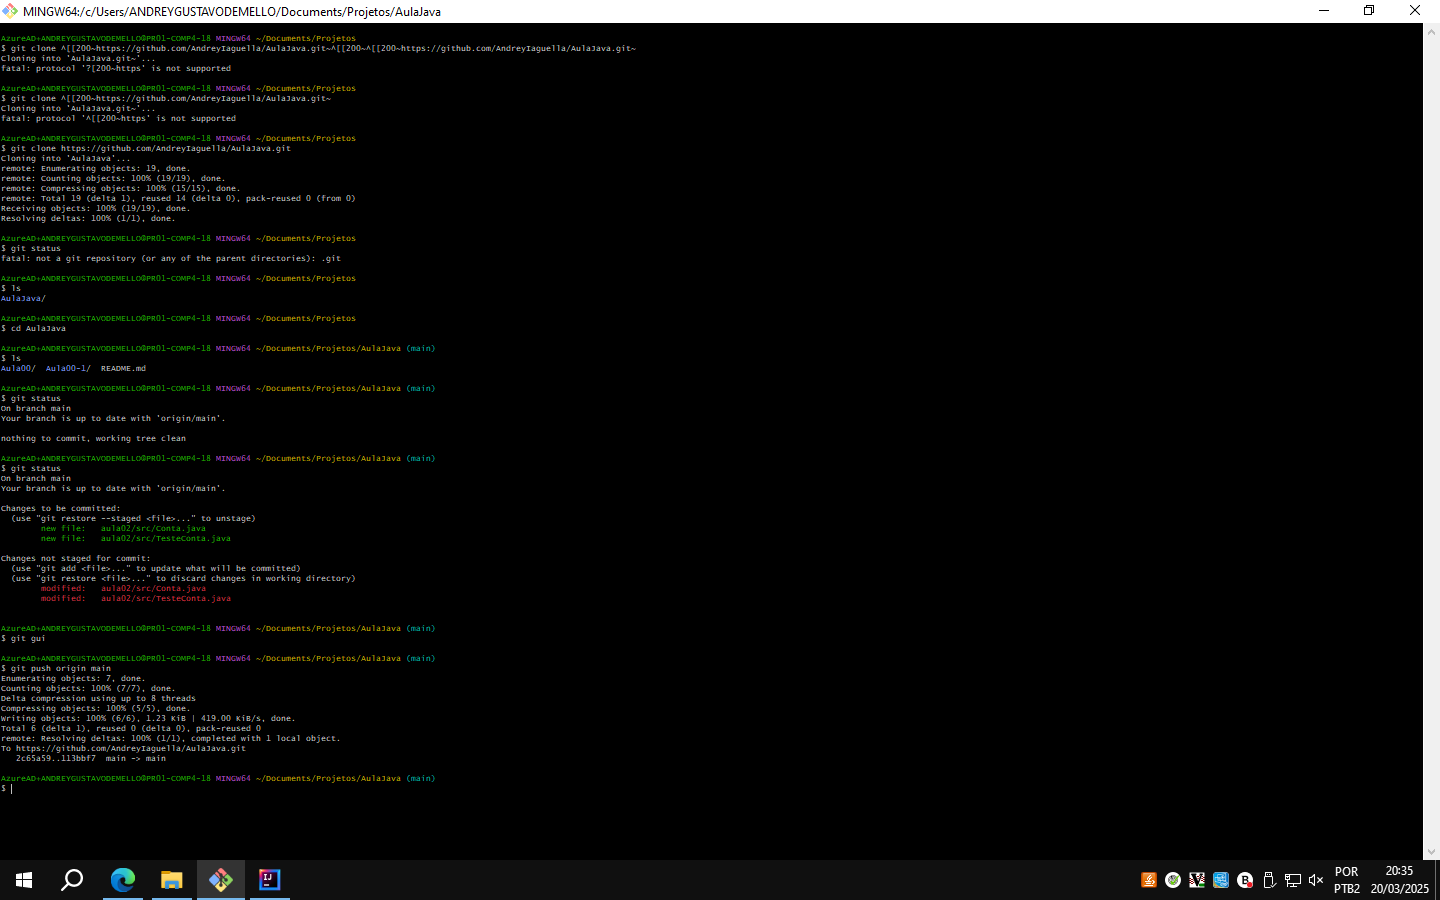 MINGW64:/c/Users/ANDREYGUSTAVODEMELLO/Documents/Projetos/AulaJava
AzureAD+ANDREYGUSTAVODEMELLO@PRO1-COMP4-18 MINGW64 ~/Documents/Projetos
$ git clone ^[[200~https://github.com/AndreyIaguella/AulaJava.git~^[[200~^[[200~https://github.com/AndreyIaguella/AulaJava.git~
Cloning into 'AulaJava.git~'...
fatal: protocol '?[200~https' is not supported
AzureAD+ANDREYGUSTAVODEMELLO@PRO1-COMP4-18 MINGW64 ~/Documents/Projetos
$ git clone ^[[200~https://github.com/AndreyIaguella/AulaJava.git~
Cloning into 'AulaJava.git~'...
fatal: protocol '^[[200~https' is not supported
AzureAD+ANDREYGUSTAVODEMELLO@PRO1-COMP4-18 MINGW64 ~/Documents/Projetos
$ git clone https://github.com/AndreyIaguella/AulaJava.git
Cloning into 'AulaJava'...
remote: Enumerating objects: 19, done.
remote: Counting objects: 100% (19/19), done.
remote: Compressing objects: 100% (15/15), done.
remote: Total 19 (delta 1), reused 14 (delta 0), pack-reused 0 (from 0)
Receiving objects: 100% (19/19), done.
Resolving deltas: 100% (1/1), done.
AzureAD+ANDREYGUSTAVODEMELLO@PRO1-COMP4-18 MINGW64 ~/Documents/Projetos
$ git status
fatal: not a git repository (or any of the parent directories): .git
AzureAD+ANDREYGUSTAVODEMELLO@PRO1-COMP4-18 MINGW64 ~/Documents/Projetos
$ ls
AulaJava/
AzureAD+ANDREYGUSTAVODEMELLO@PRO1-COMP4-18 MINGW64 ~/Documents/Projetos
$ cd AulaJava
AzureAD+ANDREYGUSTAVODEMELLO@PRO1-COMP4-18 MINGW64 ~/Documents/Projetos/AulaJava (main)
$ ls
Aula00/  Aula00-1/  README.md
AzureAD+ANDREYGUSTAVODEMELLO@PRO1-COMP4-18 MINGW64 ~/Documents/Projetos/AulaJava (main)
$ git status
On branch main
Your branch is up to date with 'origin/main'.
nothing to commit, working tree clean
AzureAD+ANDREYGUSTAVODEMELLO@PRO1-COMP4-18 MINGW64 ~/Documents/Projetos/AulaJava (main)
$ git status
On branch main
Your branch is up to date with 'origin/main'.
Changes to be committed:
(use "git restore --staged <file>..." to unstage)
new file:   aula02/src/Conta.java
new file:   aula02/src/TesteConta.java
Changes not staged for commit:
(use "git add <file>..." to update what will be committed)
(use "git restore <file>..." to discard changes in working directory)
modified:   aula02/src/Conta.java
modified:   aula02/src/TesteConta.java
AzureAD+ANDREYGUSTAVODEMELLO@PRO1-COMP4-18 MINGW64 ~/Documents/Projetos/AulaJava (main)
$ git gui
AzureAD+ANDREYGUSTAVODEMELLO@PRO1-COMP4-18 MINGW64 ~/Documents/Projetos/AulaJava (main)
$ git push origin main
Enumerating objects: 7, done.
Counting objects: 100% (7/7), done.
Delta compression using up to 8 threads
Compressing objects: 100% (5/5), done.
Writing objects: 100% (6/6), 1.23 KiB | 419.00 KiB/s, done.
Total 6 (delta 1), reused 0 (delta 0), pack-reused 0
remote: Resolving deltas: 100% (1/1), completed with 1 local object.
To https://github.com/AndreyIaguella/AulaJava.git
2c65a59..113bbf7  main -> main
AzureAD+ANDREYGUSTAVODEMELLO@PRO1-COMP4-18 MINGW64 ~/Documents/Projetos/AulaJava (main)
$
IJ
B
POR
PTB2
20:35
20/03/2025